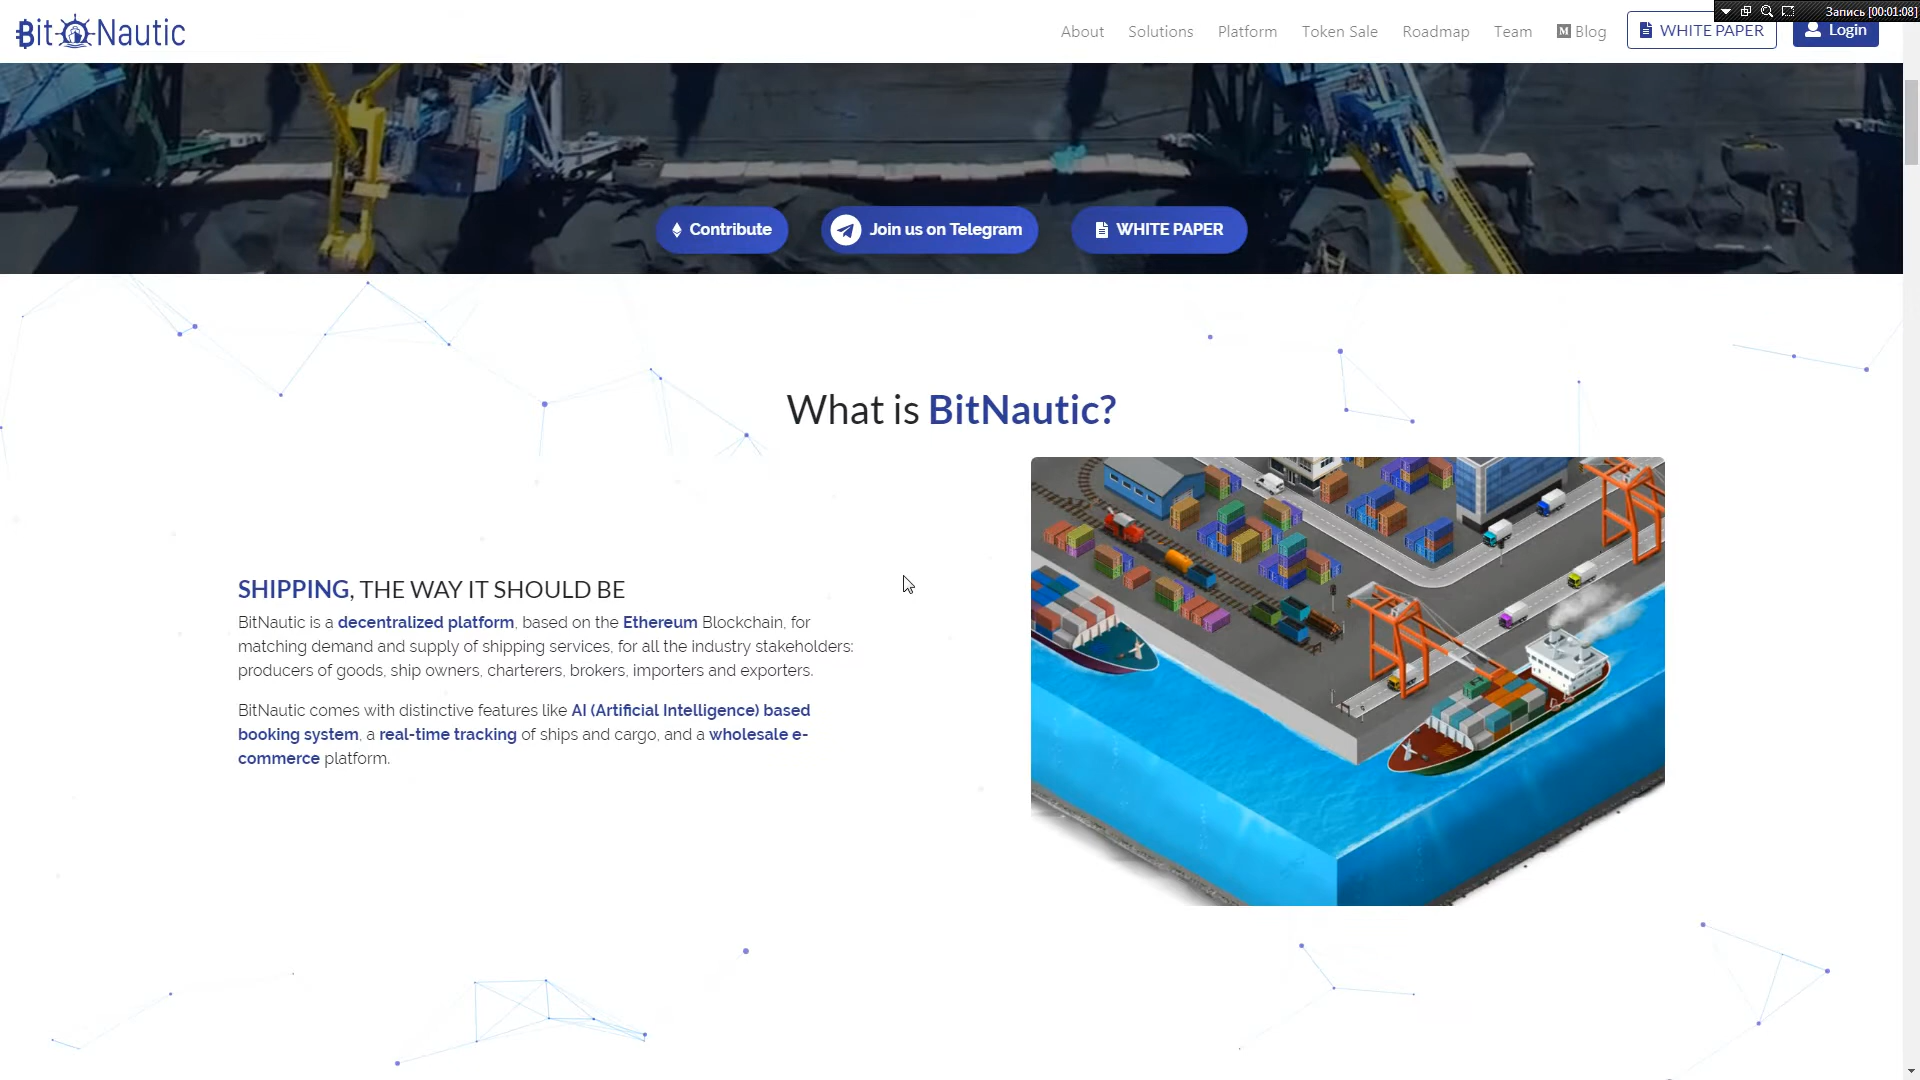 BitNautic
About
Solutions
Platform
Token Sale
Roadmap
Team
Blog
WHITE PAPER
Login
Запись [00:01:08]
Contribute
Join us on Telegram
WHITE PAPER
What is BitNautic?
SHIPPING, THE WAY IT SHOULD BE
BitNautic is a decentralized platform, based on the Ethereum Blockchain, for
matching demand and supply of shipping services, for all the industry stakeholders:
producers of goods, ship owners, charterers, brokers, importers and exporters.
BitNautic comes with distinctive features like AI (Artificial Intelligence) based
booking system, a real-time tracking of ships and cargo, and a wholesale e-
commerce platform.